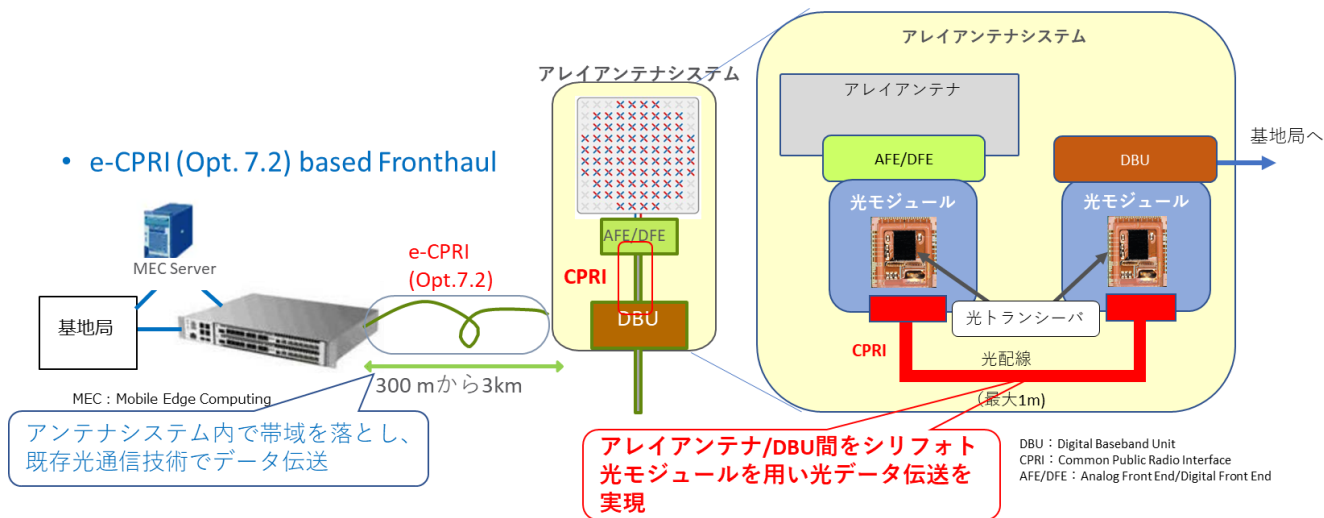 • e-CPRI (Opt. 7.2) based Fronthaul
MEC Server
基地局
MEC：Mobile Edge Computing
e-CPRI
(Opt.7.2)
300 mから3km
アンテナシステム内で帯域を落とし、
既存光通信技術でデータ伝送
アレイアンテナシステム
AFE/DFE
CPRI
DBU
アレイアンテナシステム
アレイアンテナ
AFE/DFE
DBU
基地局へ
光モジュール
光モジュール
光トランシーバ
CPRI
光配線
(最大1m)
アレイアンテナ/DBU間をシリフォト
光モジュールを用い光データ伝送を
実現
DBU：Digital Baseband Unit
CPRI：Common Public Radio Interface
AFE/DFE：Analog Front End/Digital Front End